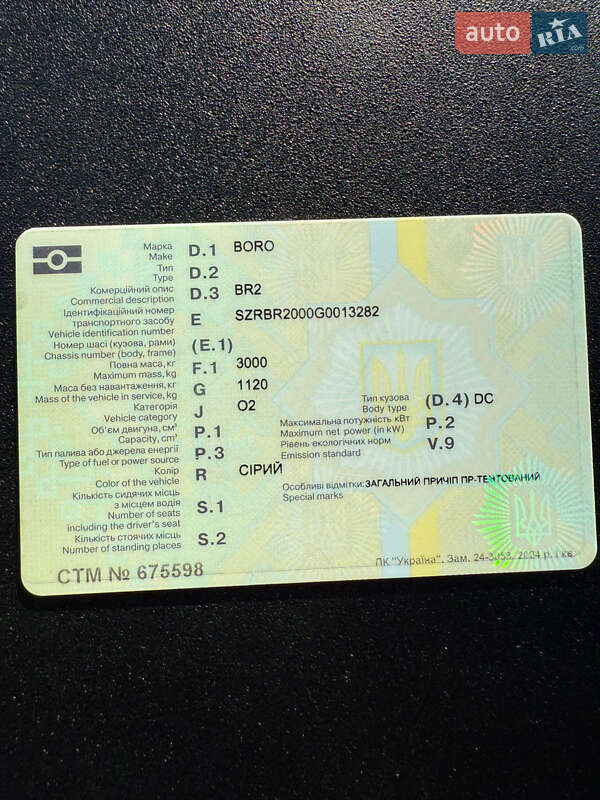 auto RIA .com
Марка D.1 BORO
Make
Тип D.2
Type
Комерційний опис D.3 BR2
Commercial description
Ідентифікаційний номер
транспортного засобу E SZRBR2000G0013282
Vehicle identification number
Номер шасі (кузова, рами) (E.1)
Chassis number (body, frame)
Повна маса, кг F.1 3000
Maximum mass, kg
Маса без навантаження, кг G 1120
Mass of the vehicle in service, kg
Категорія J O2
Vehicle category
Об'єм двигуна, см³ P.1
Capacity, cm³
Тип палива або джерела енергії P.3
Type of fuel or power source
Колір R СІРИЙ
Color of the vehicle
Кількість сидячих місць
з місцем водія S.1
Number of seats
including the driver's seat
Кількість стоячих місць S.2
Number of standing places
Тип кузова (D.4) DC
Body type
Максимальна потужність кВт P.2
Maximum net power (in kW)
Рівень екологічних норм V.9
Emission standard
Особливі відмітки: ЗАГАЛЬНИЙ ПРИЧІП ПР-ТЕНТОВАНИЙ
Special marks
СТМ № 675598
ПК "Україна". Зам. 2024 р. I кв.